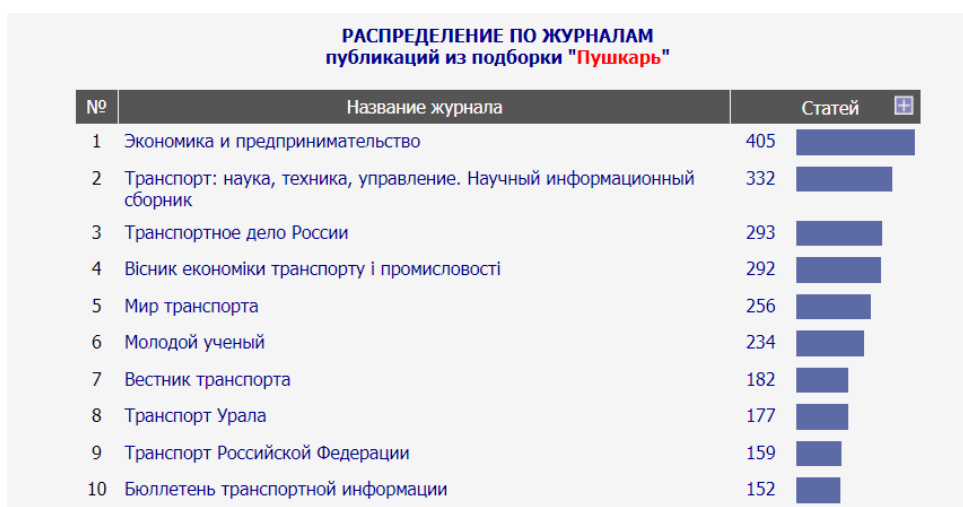 РАСПРЕДЕЛЕНИЕ ПО ЖУРНАЛАМ
публикаций из подборки "Пушкарь"
№ Название журнала Статей
1 Экономика и предпринимательство 405
2 Транспорт: наука, техника, управление. Научный информационный 332
сборник
3 Транспортное дело России 293
4 Вісник економіки транспорту і промисловості 292
5 Мир транспорта 256
6 Молодой ученый 234
7 Вестник транспорта 182
8 Транспорт Урала 177
9 Транспорт Российской Федерации 159
10 Бюллетень транспортной информации 152